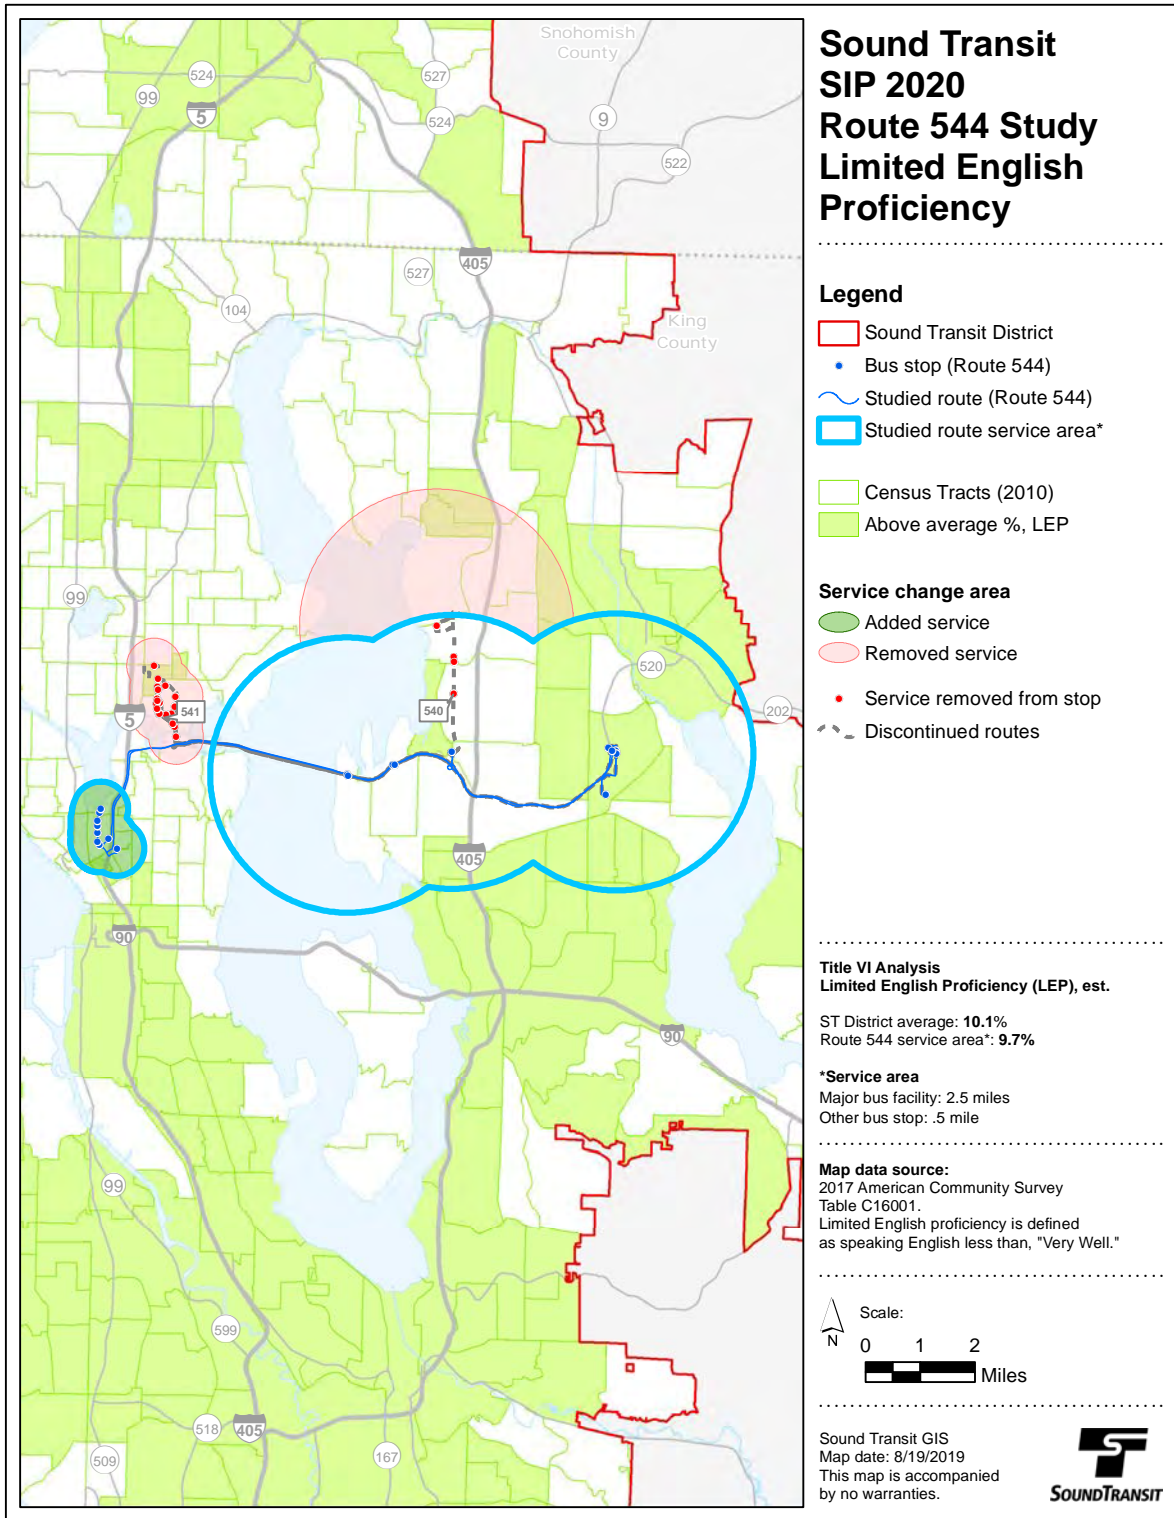 Sound Transit
SIP 2020
Route 544 Study
Limited English
Proficiency
Legend
Sound Transit District
Bus stop (Route 544)
Studied route (Route 544)
Studied route service area*
Census Tracts (2010)
Above average %, LEP
Service change area
Added service
Removed service
Service removed from stop
Discontinued routes
Title VI Analysis
Limited English Proficiency (LEP), est.
ST District average: 10.1%
Route 544 service area*: 9.7%
*Service area
Major bus facility: 2.5 miles
Other bus stop: .5 mile
Map data source:
2017 American Community Survey
Table C16001.
Limited English proficiency is defined
as speaking English less than, "Very Well."
N
Scale:
0 1 2
Miles
Sound Transit GIS
Map date: 8/19/2019
This map is accompanied
by no warranties.
SOUNDTRANSIT
Snohomish
County
524
527
99
5
524
9
522
405
527
104
King
County
99
520
541
540
202
5
405
90
90
99
599
518
405
167
509